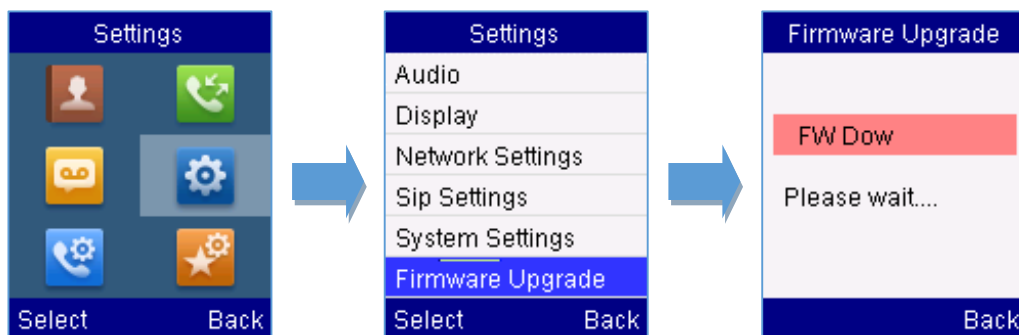 Settings
Select Back
Settings
Audio
Display
Network Settings
Sip Settings
System Settings
Firmware Upgrade
Select Back
Firmware Upgrade
FW Dow
Please wait....
Back